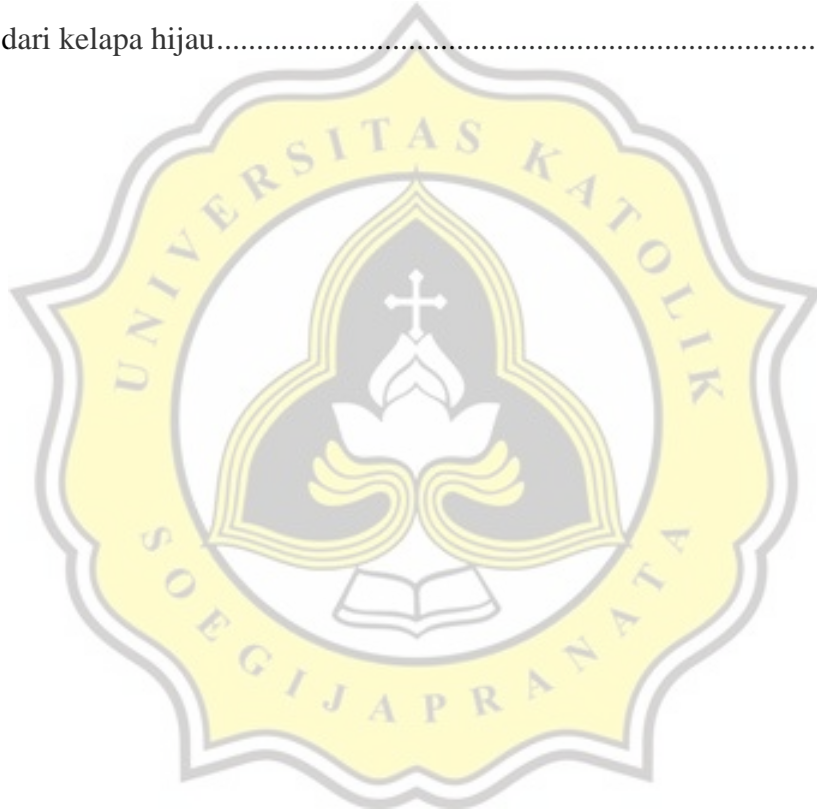 dari kelapa hijau...........................................................................
UNIVERSITAS KATOLIK
SOEGIJAPRANATA